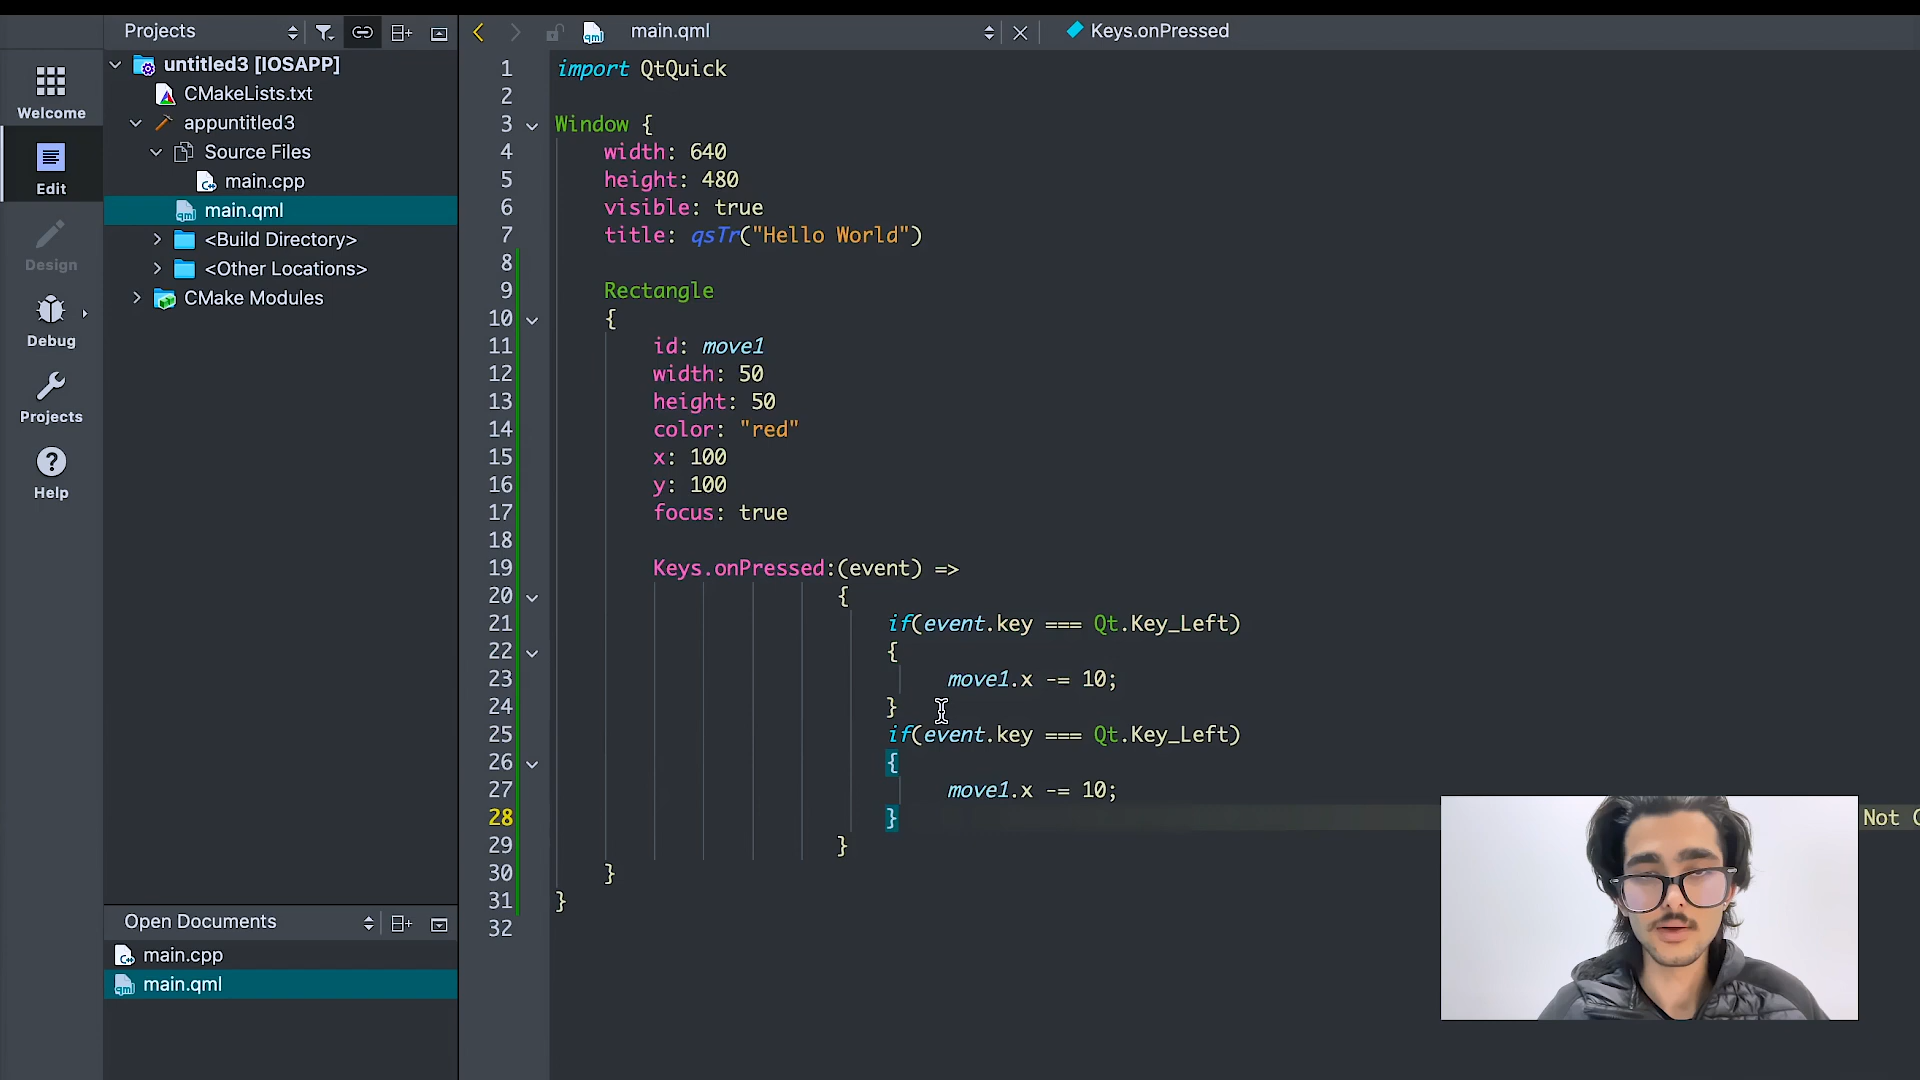 Projects
main.qml
Keys.onPressed
Welcome
Edit
Design
Debug
Projects
Help
untitled3 [IOSAPP]
CMakeLists.txt
appuntitled3
Source Files
main.cpp
main.qml
<Build Directory>
<Other Locations>
CMake Modules
Open Documents
main.cpp
main.qml
1 import QtQuick
2
3 Window {
4 width: 640
5 height: 480
6 visible: true
7 title: qsTr("Hello World")
8
9 Rectangle
10 {
11 id: move1
12 width: 50
13 height: 50
14 color: "red"
15 x: 100
16 y: 100
17 focus: true
18
19 Keys.onPressed:(event) =>
20 {
21 if(event.key === Qt.Key_Left)
22 {
23 move1.x -= 10;
24 }
25 if(event.key === Qt.Key_Left)
26 {
27 move1.x -= 10;
28 } Not
29 }
30 }
31 }
32